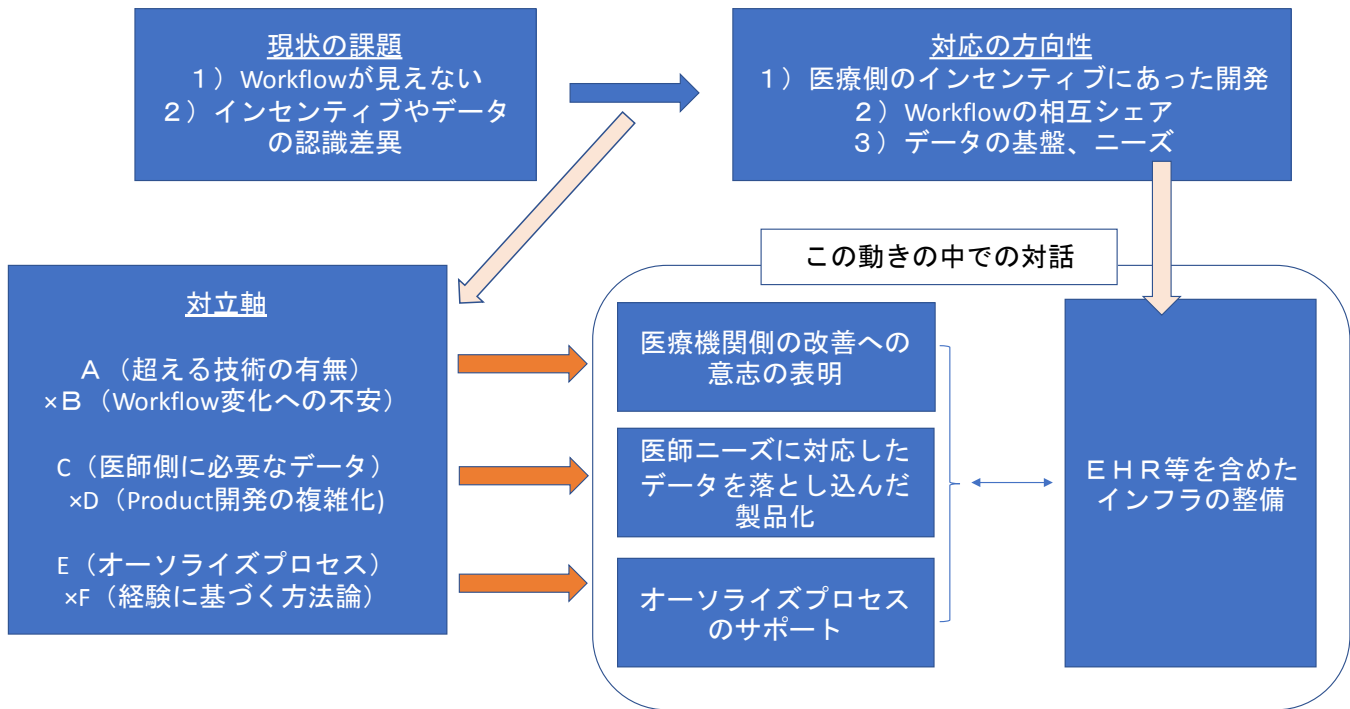 現状の課題
１）Workflowが見えない
２）インセンティブやデータ
の認識差異
対応の方向性
１）医療側のインセンティブにあった開発
２）Workflowの相互シェア
３）データの基盤、ニーズ
この動きの中での対話
対立軸
Ａ（超える技術の有無）
×Ｂ（Workflow変化への不安）
C（医師側に必要なデータ）
×D（Product開発の複雑化)
E（オーソライズプロセス）
×F（経験に基づく方法論）
医療機関側の改善への
意志の表明
医師ニーズに対応した
データを落とし込んだ
製品化
オーソライズプロセス
のサポート
ＥＨＲ等を含めた
インフラの整備